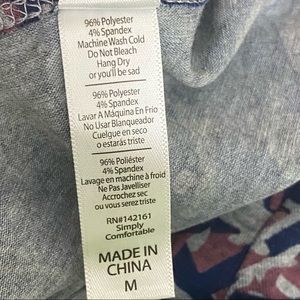 96% Polyester
4% Spandex
Machine Wash Cold
Do Not Bleach
Hang Dry
or you'll be sad
96% Polyester
4% Spandex
Lavar A Máquina En Frio
No Usar Blanqueador
Cuelgue en seco
o estarás triste
96% Poliéster
4% Spandex
Lavage en machine à froid
Ne Pas Javelliser
Accrochez sec
ou vous serez triste
RN#142161
Simply
Comfortable
MADE IN
CHINA
M